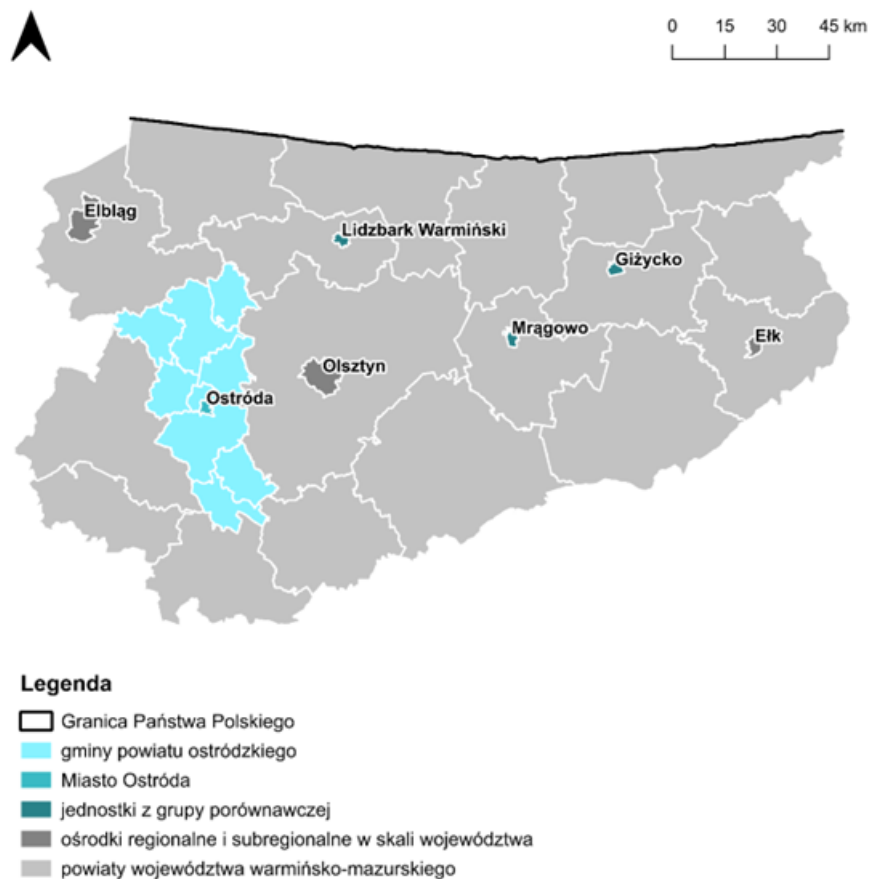 0 15 30 45 km
Elbląg
Lidzbark Warmiński
Giżycko
Mrągowo
Ełk
Olsztyn
Ostróda
Legenda
Granica Państwa Polskiego
gminy powiatu ostródzkiego
Miasto Ostróda
jednostki z grupy porównawczej
ośrodki regionalne i subregionalne w skali województwa
powiaty województwa warmińsko-mazurskiego